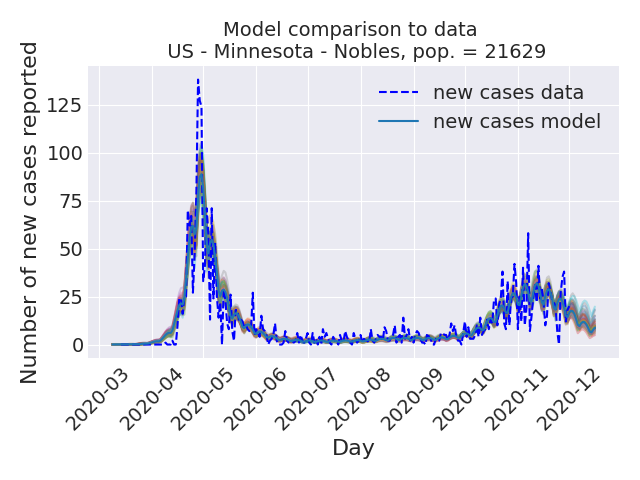 Model comparison to data
US - Minnesota - Nobles, pop. = 21629
new cases data
new cases model
Number of new cases reported
125
100
75
50
25
0
2020-03
2020-04
2020-05
2020-06
2020-07
2020-08
2020-09
2020-10
2020-11
2020-12
Day